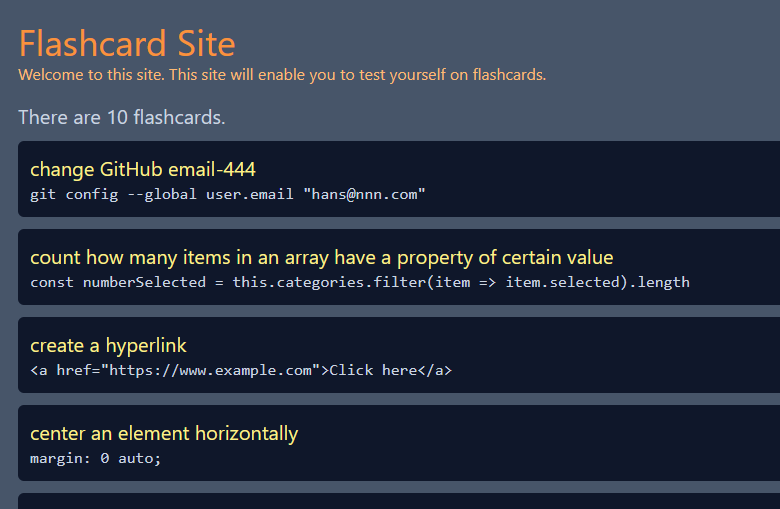 Flashcard Site
Welcome to this site. This site will enable you to test yourself on flashcards.
There are 10 flashcards.
change GitHub email-444
git config --global user.email "hans@nnn.com"
count how many items in an array have a property of certain value
const numberSelected = this.categories.filter(item => item.selected).length
create a hyperlink
<a href="https://www.example.com">Click here</a>
center an element horizontally
margin: 0 auto;